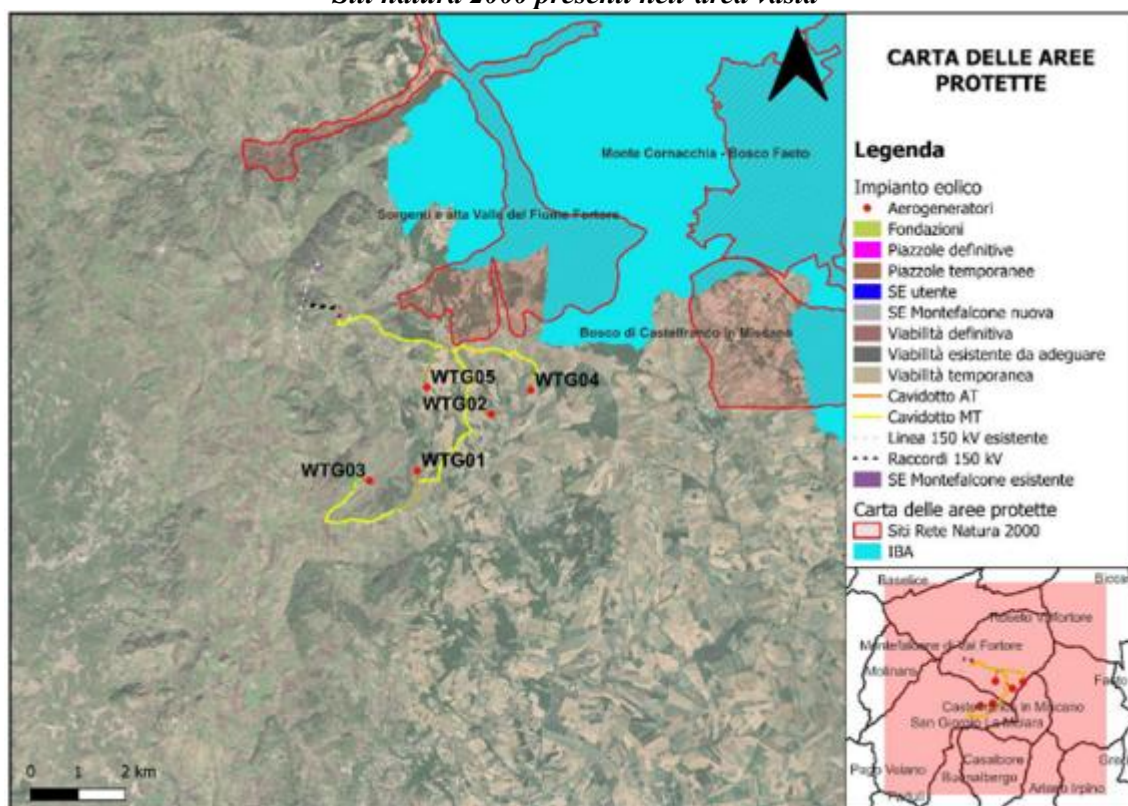 Siti natura 2000 presenti nell'area vasta
CARTA DELLE AREE
PROTETTE
Legenda
Impianto eolico
Aerogeneratori
Fondazioni
Piazzole definitive
Piazzole temporanee
SE utente
SE Montefalcone nuova
Viabilità definitiva
Viabilità esistente da adeguare
Viabilità temporanea
Cavidotto AT
Cavidotto MT
Linea 150 kV esistente
Raccordi 150 kV
SE Montefalcone esistente
Carta delle aree protette
Siti Rete Natura 2000
IBA
Monte Cornacchia - Bosco Faeto
Sorgenti e alta Valle del Fiume Fortore
Bosco di Castelfranco in Miscano
WTG05
WTG04
WTG02
WTG03
WTG01
0 1 2 km
Baselice
Biccari
Roseto Valfortore
Montefalcone di Val Fortore
Molinara
Faeto
Castelfranco in Miscano
San Giorgio La Molara
Pago Veiano
Casalbore
Buonalbergo
Ariano Irpino